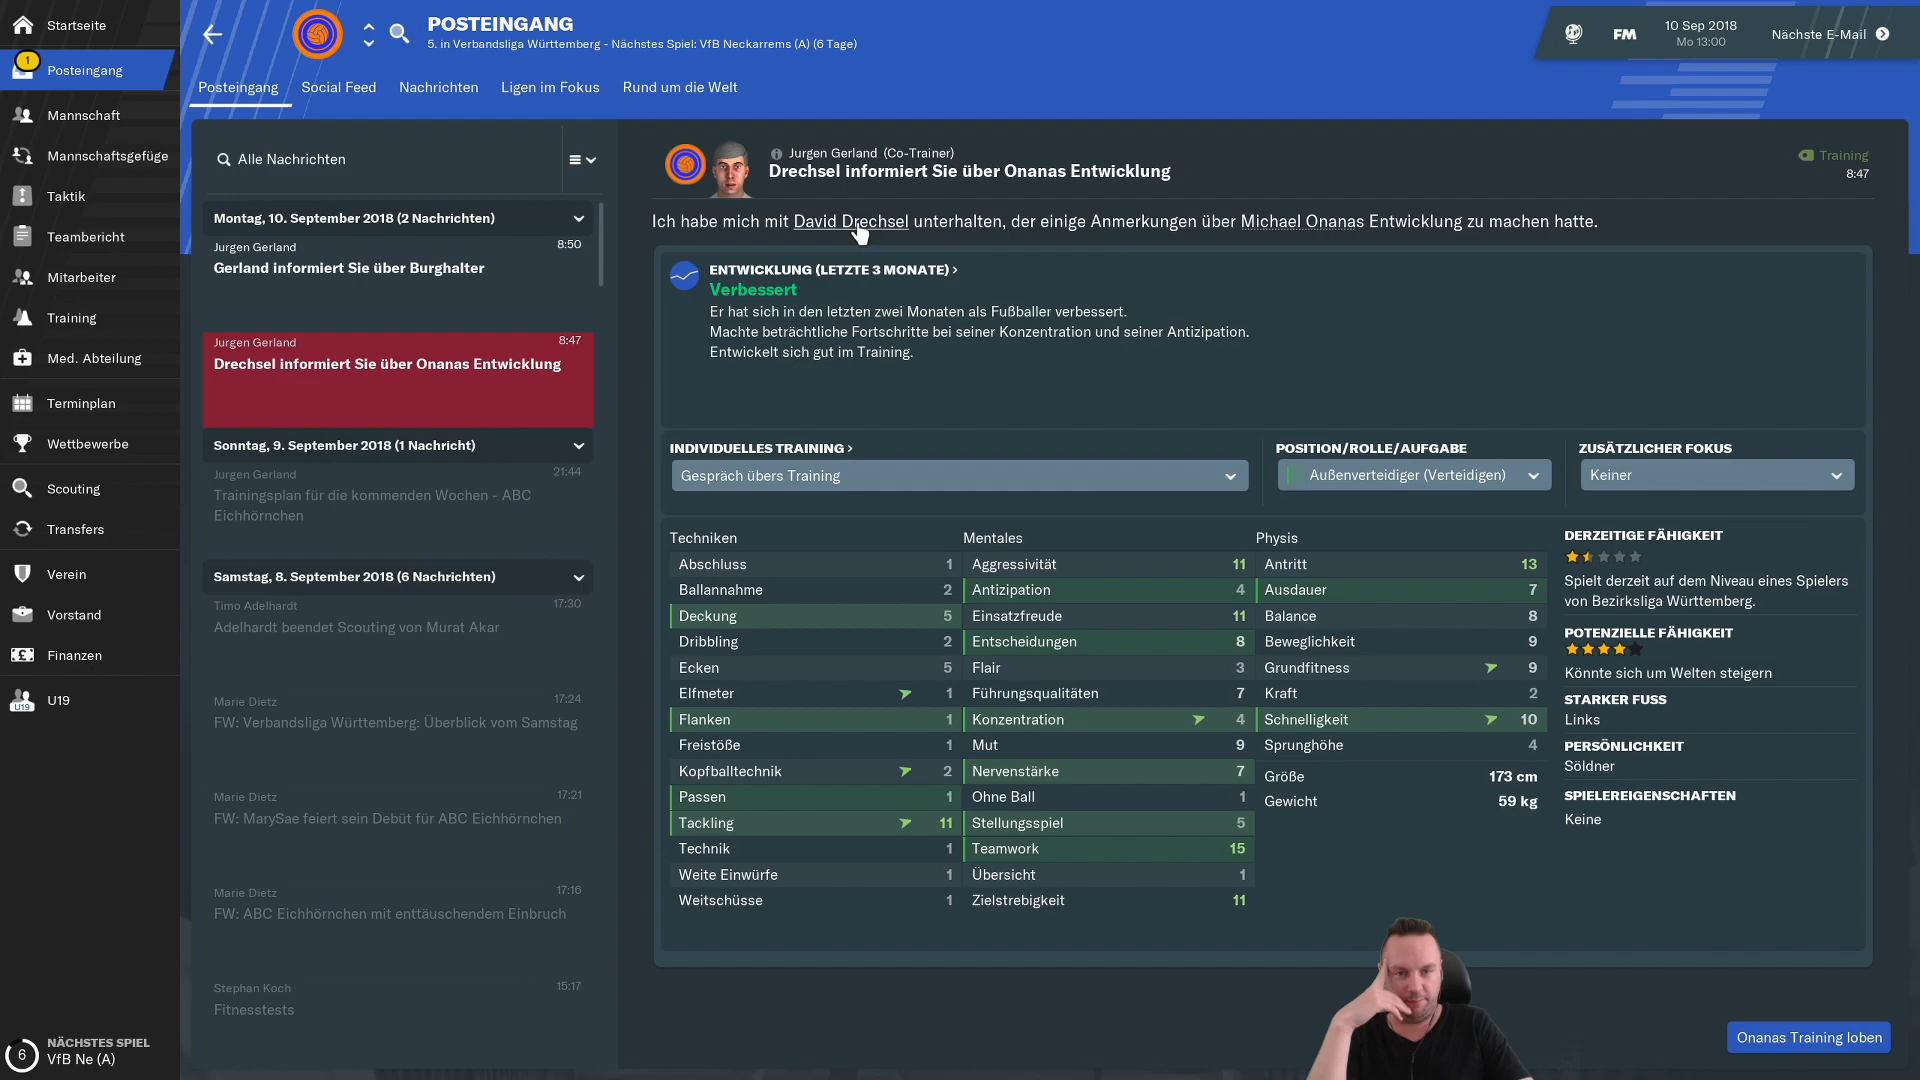 Startseite
1
Posteingang
Mannschaft
Mannschaftsgefüge
Taktik
Teambericht
Mitarbeiter
Training
Med. Abteilung
Terminplan
Wettbewerbe
Scouting
Transfers
Verein
Vorstand
Finanzen
U19
U19
6
NÄCHSTES SPIEL
VfB Ne (A)
POSTEINGANG
5. in Verbandsliga Württemberg - Nächstes Spiel: VfB Neckarrems (A) (6 Tage)
FM
10 Sep 2018
Mo 13:00
Nächste E-Mail
Posteingang
Social Feed
Nachrichten
Ligen im Fokus
Rund um die Welt
Alle Nachrichten
Montag, 10. September 2018 (2 Nachrichten)
Jurgen Gerland 8:50
Gerland informiert Sie über Burghalter
Jurgen Gerland 8:47
Drechsel informiert Sie über Onanas Entwicklung
Sonntag, 9. September 2018 (1 Nachricht)
Jurgen Gerland 21:44
Trainingsplan für die kommenden Wochen - ABC
Eichhörnchen
Samstag, 8. September 2018 (6 Nachrichten)
Timo Adelhardt 17:30
Adelhardt beendet Scouting von Murat Akar
Marie Dietz 17:24
FW: Verbandsliga Württemberg: Überblick vom Samstag
Marie Dietz 17:21
FW: MarySae feiert sein Debüt für ABC Eichhörnchen
Marie Dietz 17:16
FW: ABC Eichhörnchen mit enttäuschendem Einbruch
Stephan Koch 15:17
Fitnesstests
Jurgen Gerland (Co-Trainer)
Drechsel informiert Sie über Onanas Entwicklung
Training
8:47
Ich habe mich mit David Drechsel unterhalten, der einige Anmerkungen über Michael Onanas Entwicklung zu machen hatte.
ENTWICKLUNG (LETZTE 3 MONATE) >
Verbessert
Er hat sich in den letzten zwei Monaten als Fußballer verbessert.
Machte beträchtliche Fortschritte bei seiner Konzentration und seiner Antizipation.
Entwickelt sich gut im Training.
INDIVIDUELLES TRAINING >
Gespräch übers Training
POSITION/ROLLE/AUFGABE
Außenverteidiger (Verteidigen)
ZUSÄTZLICHER FOKUS
Keiner
Techniken
Abschluss 1
Ballannahme 2
Deckung 5
Dribbling 2
Ecken 5
Elfmeter 1
Flanken 1
Freistöße 1
Kopfballtechnik 2
Passen 1
Tackling 11
Technik 1
Weite Einwürfe 1
Weitschüsse 1
Mentales
Aggressivität 11
Antizipation 4
Einsatzfreude 11
Entscheidungen 8
Flair 3
Führungsqualitäten 7
Konzentration 4
Mut 9
Nervenstärke 7
Ohne Ball 1
Stellungsspiel 5
Teamwork 15
Übersicht 1
Zielstrebigkeit 11
Physis
Antritt 13
Ausdauer 7
Balance 8
Beweglichkeit 9
Grundfitness 9
Kraft 2
Schnelligkeit 10
Sprunghöhe 4
Größe 173 cm
Gewicht 59 kg
DERZEITIGE FÄHIGKEIT
Spielt derzeit auf dem Niveau eines Spielers
von Bezirksliga Württemberg.
POTENZIELLE FÄHIGKEIT
Könnte sich um Welten steigern
STARKER FUSS
Links
PERSÖNLICHKEIT
Söldner
SPIELEREIGENSCHAFTEN
Keine
Onanas Training loben